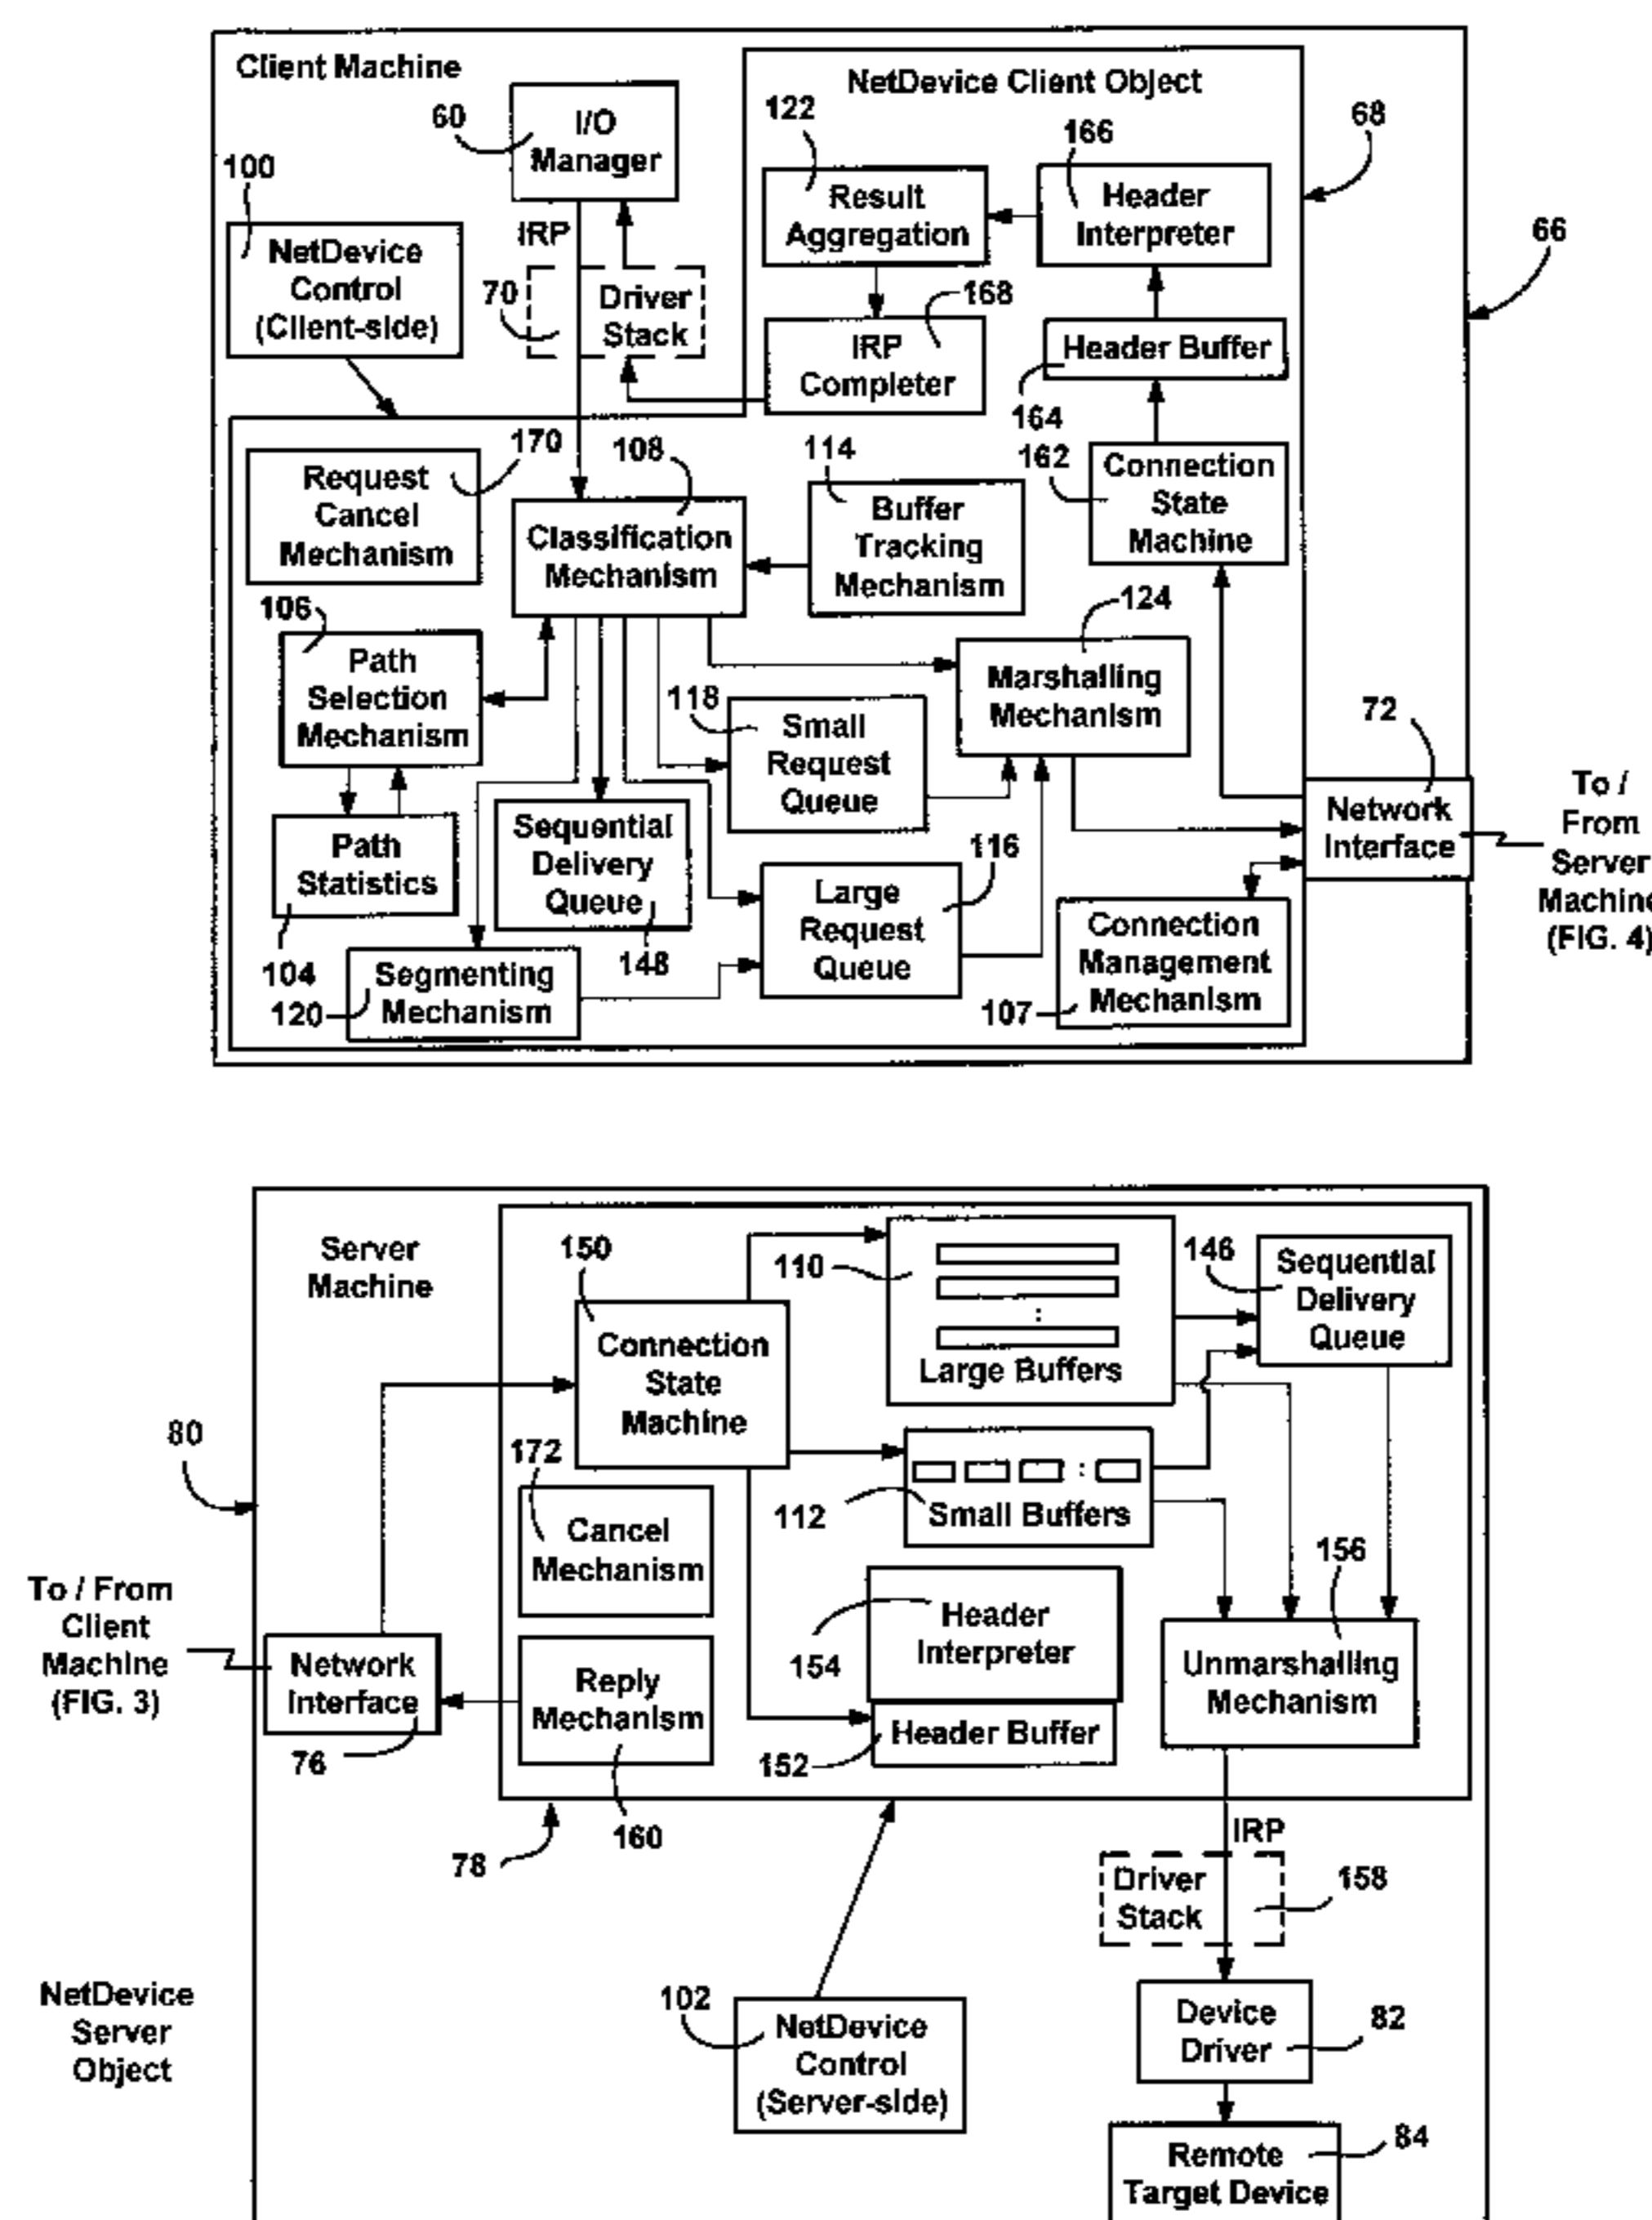 Client Machine
NetDevice Client Object
60
I/O
Manager
122
166
68
100
Result
Aggregation
Header
Interpreter
66
NetDevice
Control
(Client-side)
IRP
70
Driver
Stack
168
IRP
Completer
Header Buffer
164
170
108
114
162
Connection
State
Machine
Request
Cancel
Mechanism
Classification
Mechanism
Buffer
Tracking
Mechanism
106
124
Path
Selection
Mechanism
118
Small
Request
Queue
Marshalling
Mechanism
72
Network
Interface
To /
From
Server
Machine
(FIG. 4)
Path
Statistics
Sequential
Delivery
Queue
116
Large
Request
Queue
Connection
Management
Mechanism
104
148
120
Segmenting
Mechanism
107
Server
Machine
150
110
146
Sequential
Delivery
Queue
Connection
State
Machine
Large Buffers
80
172
112
Small Buffers
Cancel
Mechanism
156
To / From
Client
Machine
(FIG. 3)
Header
Interpreter
154
Network
Interface
Reply
Mechanism
Unmarshalling
Mechanism
Header Buffer
76
152
160
78
IRP
Driver
Stack
158
NetDevice
Server
Object
102
NetDevice
Control
(Server-side)
Device
Driver
82
84
Remote
Target Device